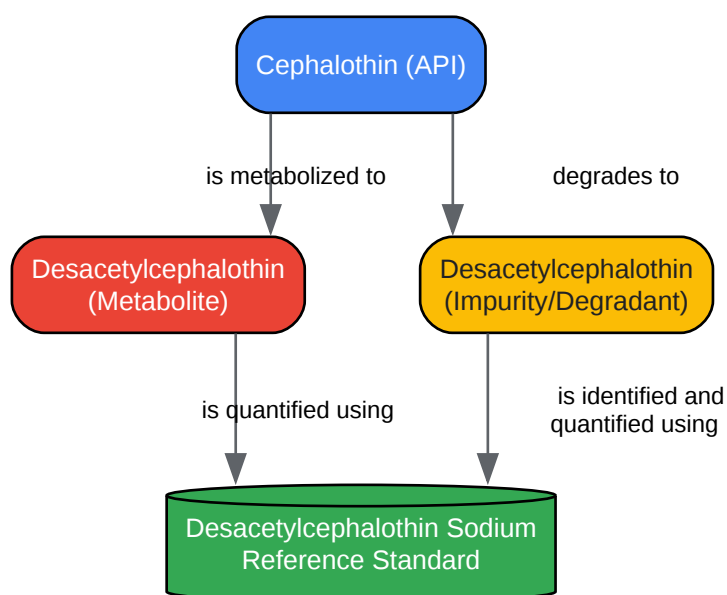 Cephalothin (API)
is metabolized to
degrades to
Desacetylcephalothin
(Metabolite)
Desacetylcephalothin
(Impurity/Degradant)
is quantified using
is identified and
quantified using
Desacetylcephalothin Sodium
Reference Standard